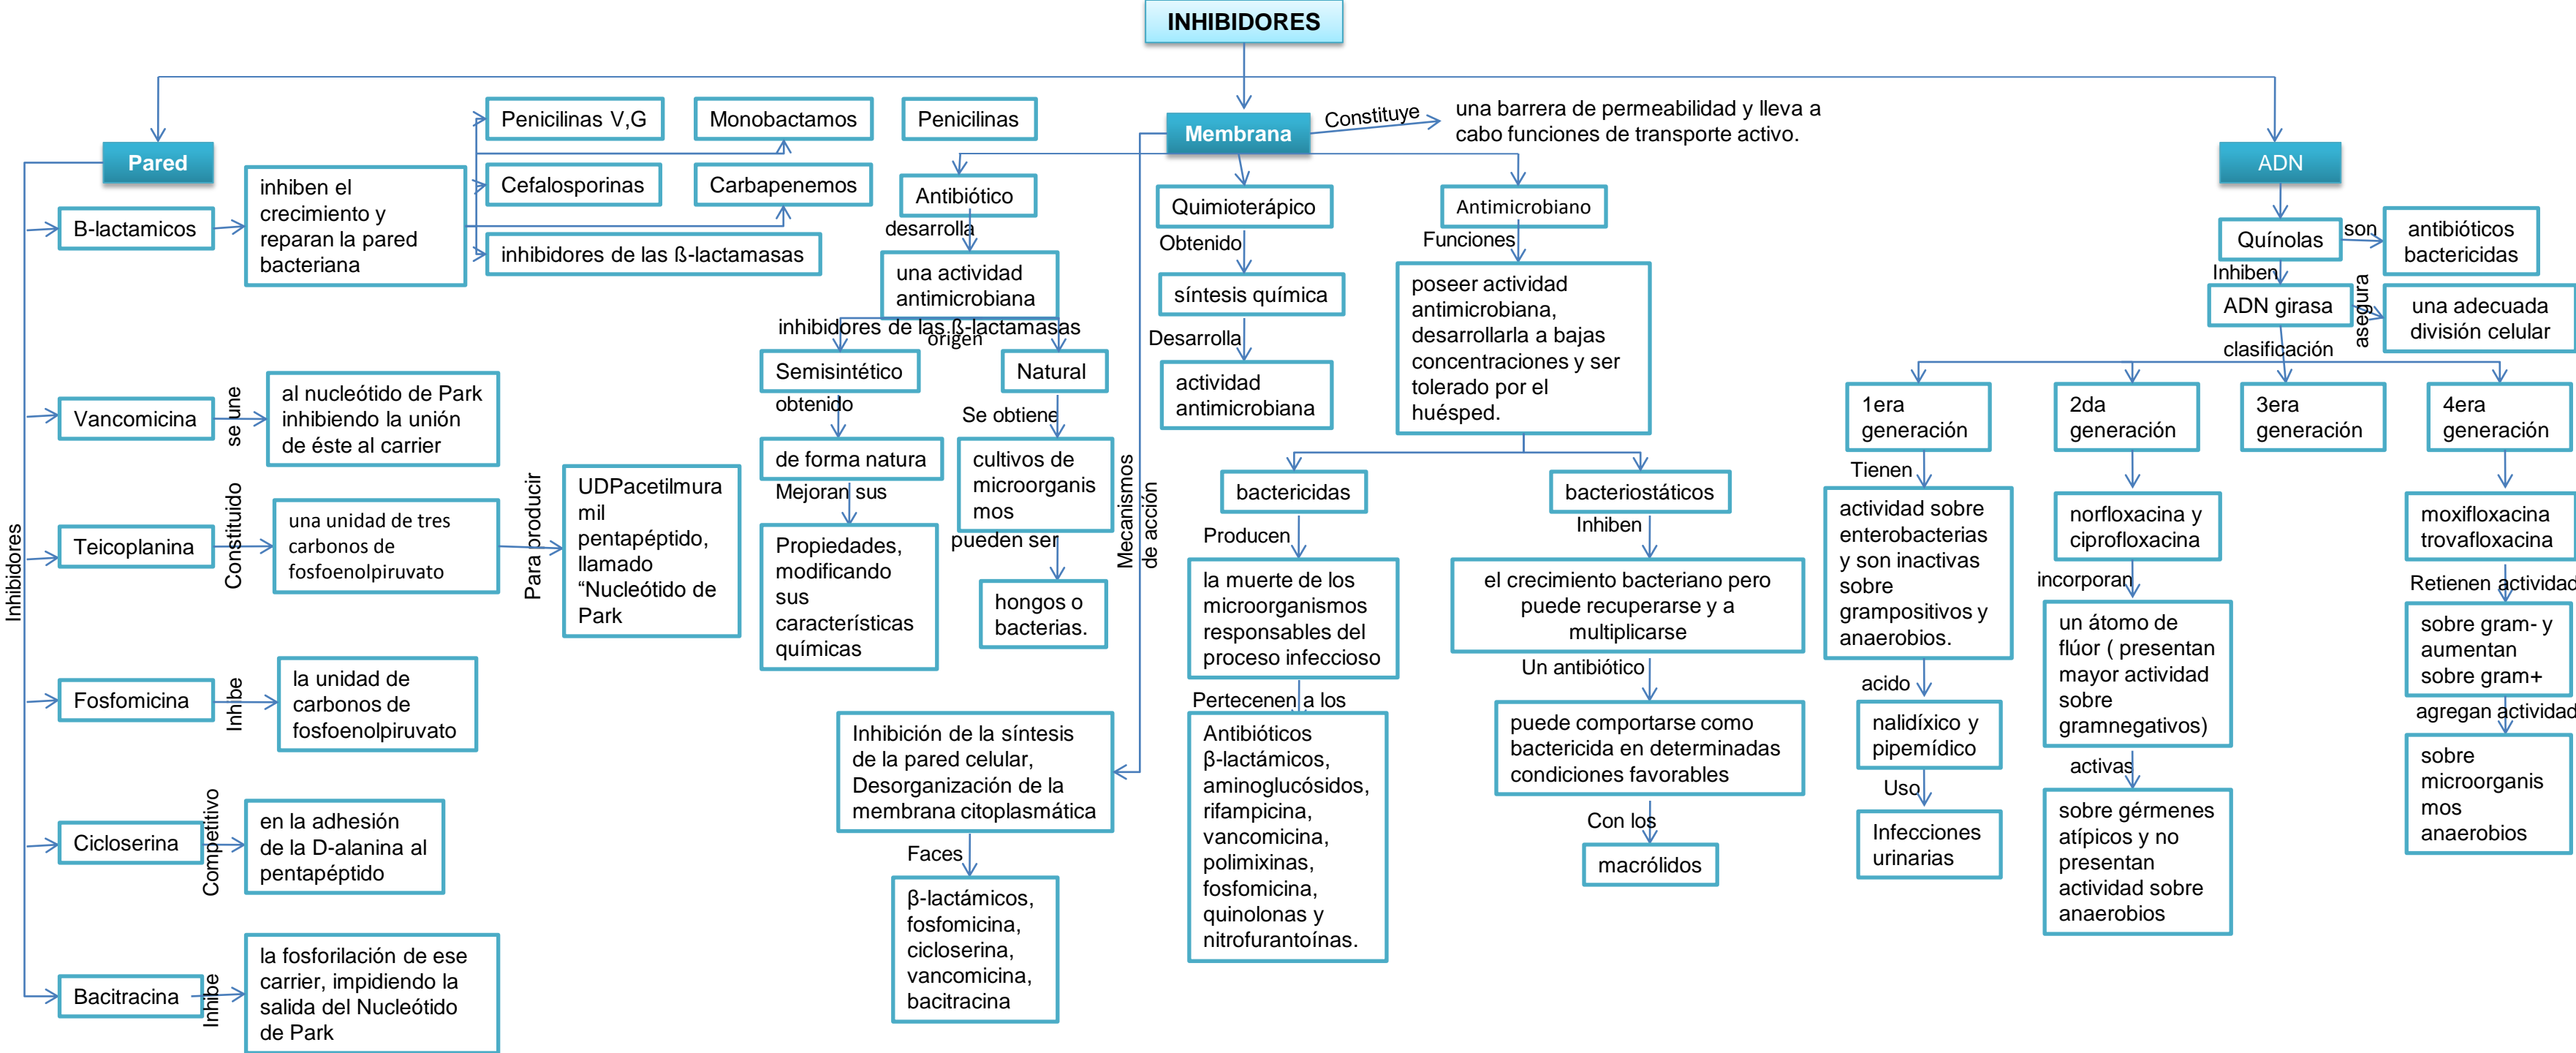 INHIBIDORES
Pared
Inhibidores
B-lactamicos
inhiben el
crecimiento y
reparan la pared
bacteriana
Penicilinas V,G
Monobactamos
Penicilinas
Cefalosporinas
Carbapenemos
inhibidores de las ß-lactamasas
Vancomicina
se une
al nucleótido de Park
inhibiendo la unión
de éste al carrier
Teicoplanina
Constituido
una unidad de tres
carbonos de
fosfoenolpiruvato
Para producir
UDPacetilmura
mil
pentapéptido,
llamado
“Nucleótido de
Park
Fosfomicina
Inhibe
la unidad de
carbonos de
fosfoenolpiruvato
Cicloserina
Competitivo
en la adhesión
de la D-alanina al
pentapéptido
Bacitracina
Inhibe
la fosforilación de ese
carrier, impidiendo la
salida del Nucleótido
de Park
Membrana
Constituye
una barrera de permeabilidad y lleva a
cabo funciones de transporte activo.
Antibiótico
desarrolla
una actividad
antimicrobiana
inhibidores de las ß-lactamasas
origen
Semisintético
obtenido
de forma natura
Mejoran sus
Propiedades,
modificando
sus
características
químicas
Natural
Se obtiene
cultivos de
microorganis
mos
pueden ser
hongos o
bacterias.
Mecanismos
de acción
Inhibición de la síntesis
de la pared celular,
Desorganización de la
membrana citoplasmática
Faces
β-lactámicos,
fosfomicina,
cicloserina,
vancomicina,
bacitracina
Quimioterápico
Obtenido
síntesis química
Desarrolla
actividad
antimicrobiana
Antimicrobiano
Funciones
poseer actividad
antimicrobiana,
desarrollarla a bajas
concentraciones y ser
tolerado por el
huésped.
bactericidas
Producen
la muerte de los
microorganismos
responsables del
proceso infeccioso
Pertecenen a los
Antibióticos
β-lactámicos,
aminoglucósidos,
rifampicina,
vancomicina,
polimixinas,
fosfomicina,
quinolonas y
nitrofurantoínas.
bacteriostáticos
Inhiben
el crecimiento bacteriano pero
puede recuperarse y a
multiplicarse
Un antibiótico
puede comportarse como
bactericida en determinadas
condiciones favorables
Con los
macrólidos
ADN
Quínolas
son
antibióticos
bactericidas
Inhiben
ADN girasa
asegura
una adecuada
división celular
clasificación
1era
generación
Tienen
actividad sobre
enterobacterias
y son inactivas
sobre
grampositivos y
anaerobios.
acido
nalidíxico y
pipemídico
Uso
Infecciones
urinarias
2da
generación
norfloxacina y
ciprofloxacina
incorporan
un átomo de
flúor ( presentan
mayor actividad
sobre
gramnegativos)
activas
sobre gérmenes
atípicos y no
presentan
actividad sobre
anaerobios
3era
generación
4era
generación
moxifloxacina
trovafloxacina
Retienen actividad
sobre gram- y
aumentan
sobre gram+
agregan actividad
sobre
microorganis
mos
anaerobios